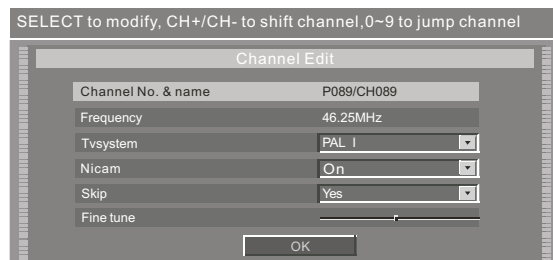 SELECT to modify, CH+/CH- to shift channel,0~9 to jump channel
Channel Edit
Channel No. & name P089/CH089
Frequency 46.25MHz
Tvsystem PAL I
Nicam On
Skip Yes
Fine tune
OK